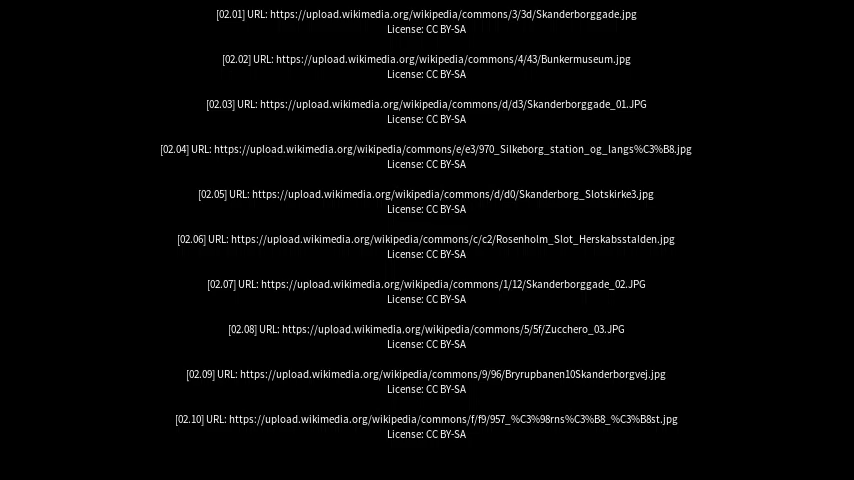 [02.01] URL: https://upload.wikimedia.org/wikipedia/commons/3/3d/Skanderborggade.jpg
License: CC BY-SA
[02.02] URL: https://upload.wikimedia.org/wikipedia/commons/4/43/Bunkermuseum.jpg
License: CC BY-SA
[02.03] URL: https://upload.wikimedia.org/wikipedia/commons/d/d3/Skanderborggade_01.JPG
License: CC BY-SA
[02.04] URL: https://upload.wikimedia.org/wikipedia/commons/e/e3/970_Silkeborg_station_og_langs%C3%B8.jpg
License: CC BY-SA
[02.05] URL: https://upload.wikimedia.org/wikipedia/commons/d/d0/Skanderborg_Slotskirke3.jpg
License: CC BY-SA
[02.06] URL: https://upload.wikimedia.org/wikipedia/commons/c/c2/Rosenholm_Slot_Herskabsstalden.jpg
License: CC BY-SA
[02.07] URL: https://upload.wikimedia.org/wikipedia/commons/1/12/Skanderborggade_02.JPG
License: CC BY-SA
[02.08] URL: https://upload.wikimedia.org/wikipedia/commons/5/5f/Zucchero_03.JPG
License: CC BY-SA
[02.09] URL: https://upload.wikimedia.org/wikipedia/commons/9/96/Bryrupbanen10Skanderborgvej.jpg
License: CC BY-SA
[02.10] URL: https://upload.wikimedia.org/wikipedia/commons/f/f9/957_%C3%98rns%C3%B8_%C3%B8st.jpg
License: CC BY-SA